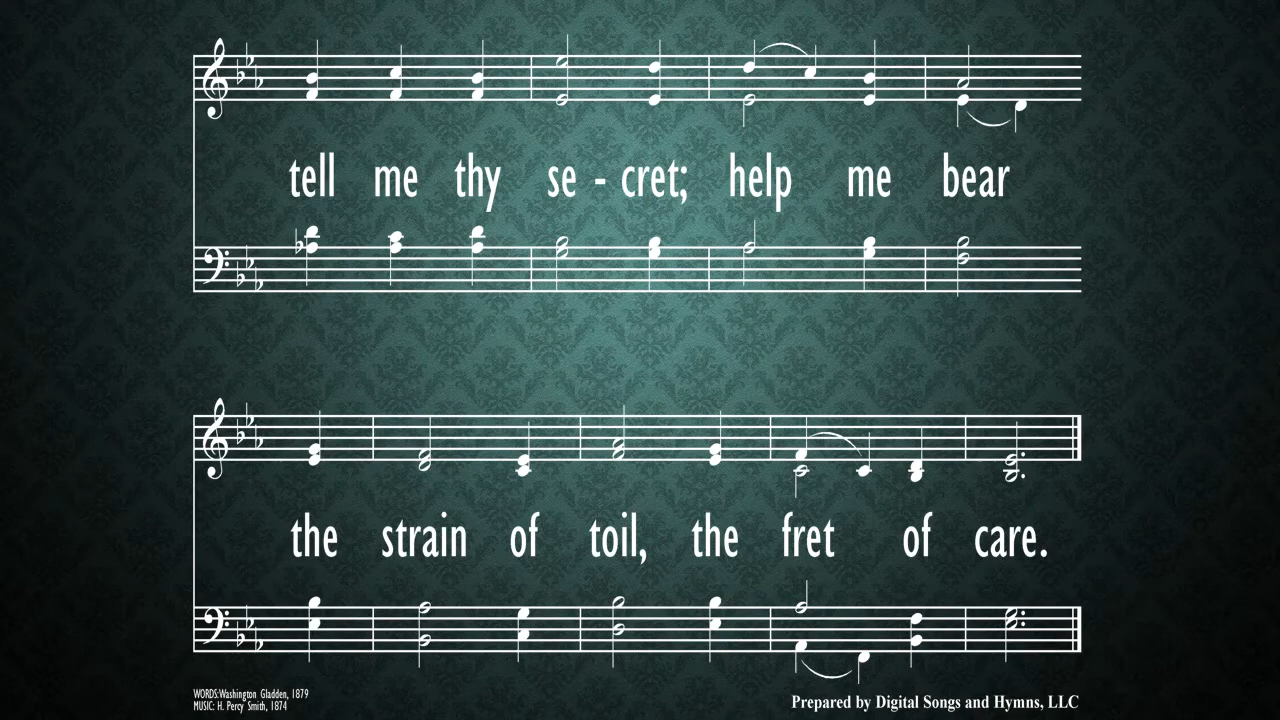 tell me thy se - cret; help me bear
the strain of toil, the fret of care.
WORDS:Washington Gladden, 1879
MUSIC: H. Percy Smith, 1874
Prepared by Digital Songs and Hymns, LLC